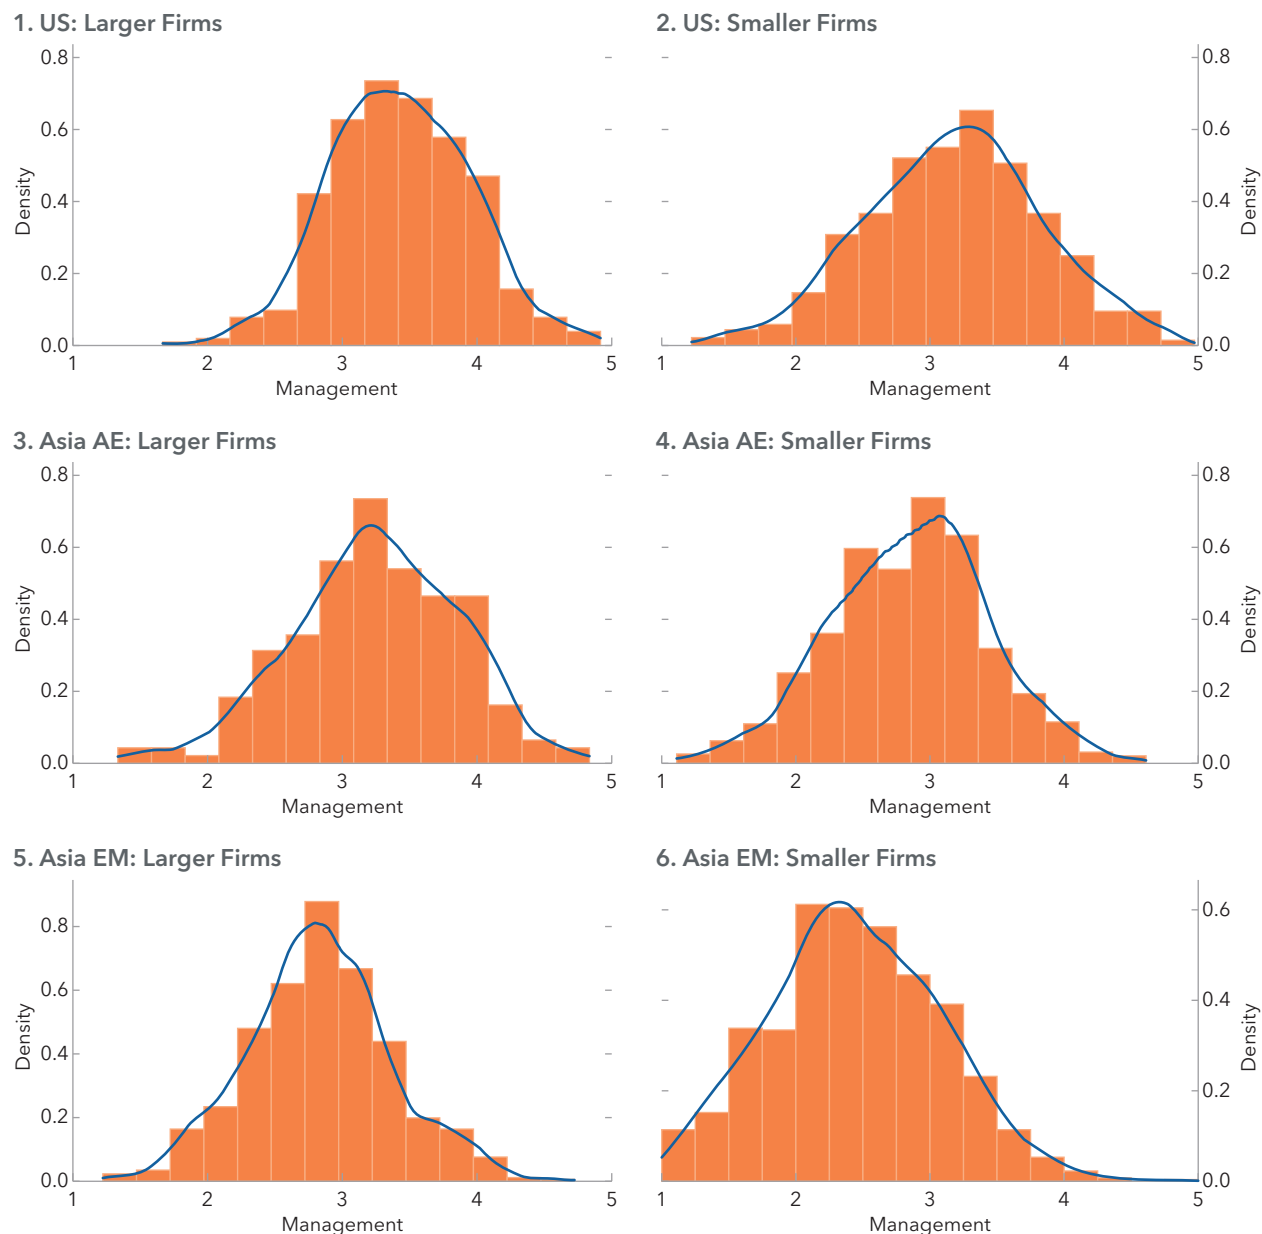 1. US: Larger Firms
2. US: Smaller Firms
0.8
0.6
0.4
0.2
0.0
Density
1 2 3 4 5
Management
0.8
0.6
0.4
0.2
0.0
Density
1 2 3 4 5
Management
3. Asia AE: Larger Firms
4. Asia AE: Smaller Firms
0.8
0.6
0.4
0.2
0.0
Density
1 2 3 4 5
Management
0.8
0.6
0.4
0.2
0.0
Density
1 2 3 4 5
Management
5. Asia EM: Larger Firms
6. Asia EM: Smaller Firms
0.8
0.6
0.4
0.2
0.0
Density
1 2 3 4 5
Management
0.6
0.4
0.2
0.0
Density
1 2 3 4 5
Management